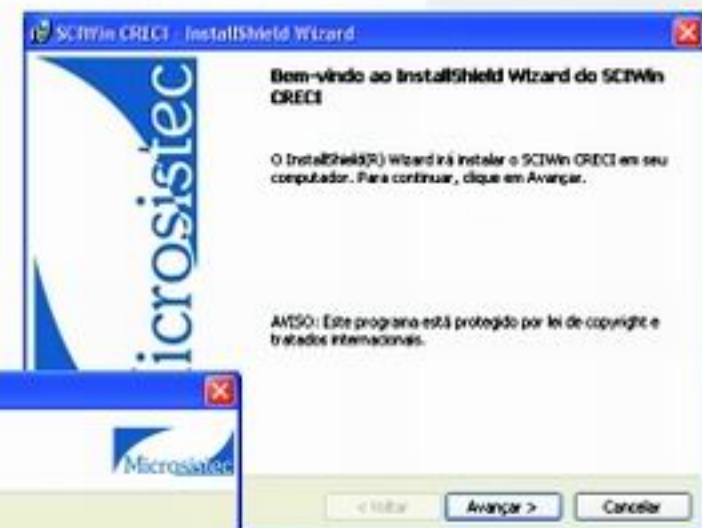 SCIWin CRECI - InstallShield Wizard
Bem-vindo ao InstallShield Wizard do SCIWin
CRECI
O InstallShield(R) Wizard irá instalar o SCIWin CRECI em seu
computador. Para continuar, clique em Avançar.
AVISO: Este programa está protegido por lei de copyright e
tratados internacionais.
icrosistec
Microsistec
< Voltar
Avançar >
Cancelar